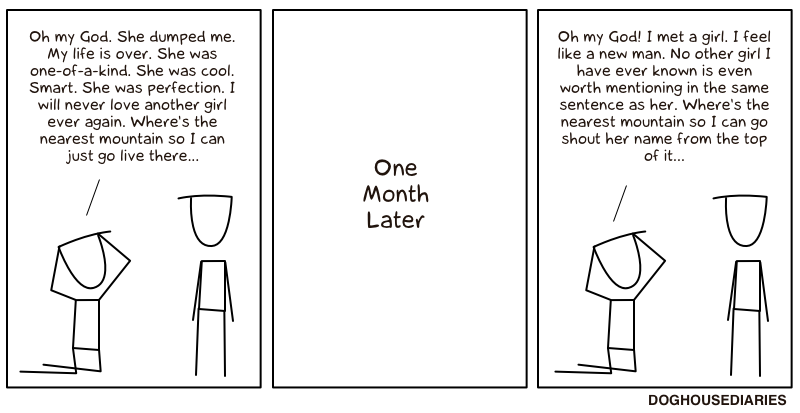 Oh my God. She dumped me.
My life is over. She was
one-of-a-kind. She was cool.
Smart. She was perfection. I
will never love another girl
ever again. Where's the
nearest mountain so I can
just go live there...
One
Month
Later
Oh my God! I met a girl. I feel
like a new man. No other girl I
have ever known is even
worth mentioning in the same
sentence as her. Where's the
nearest mountain so I can go
shout her name from the top
of it...
DOGHOUSEDIARIES